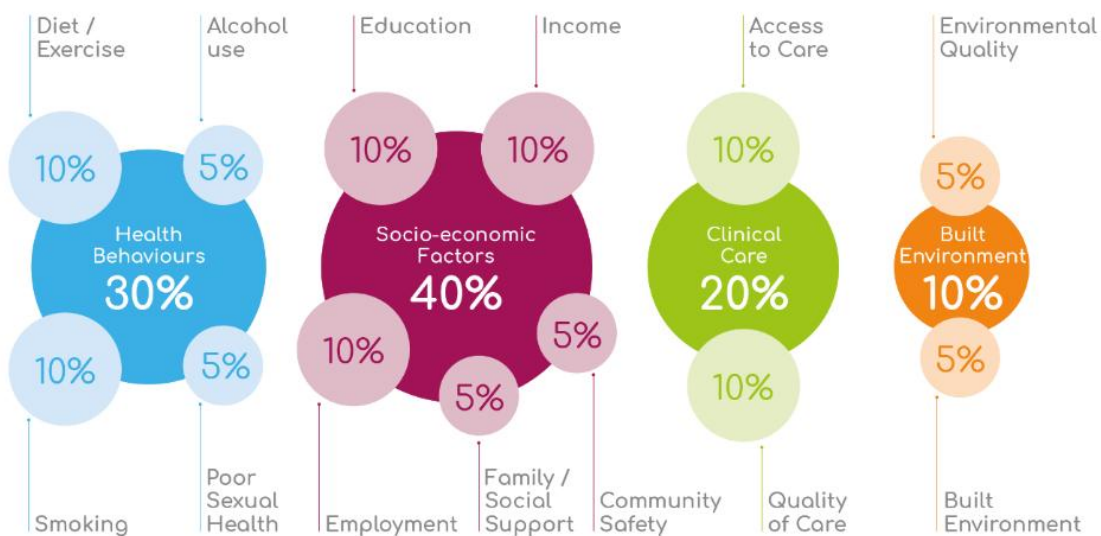 Diet /
Exercise
Alcohol
use
Education
Income
Access
to Care
Environmental
Quality
10%
5%
10%
10%
10%
5%
Health
Behaviours
30%
Socio-economic
Factors
40%
Clinical
Care
20%
Built
Environment
10%
10%
5%
10%
5%
5%
10%
5%
Smoking
Poor
Sexual
Health
Employment
Family /
Social
Support
Community
Safety
Quality
of Care
Built
Environment